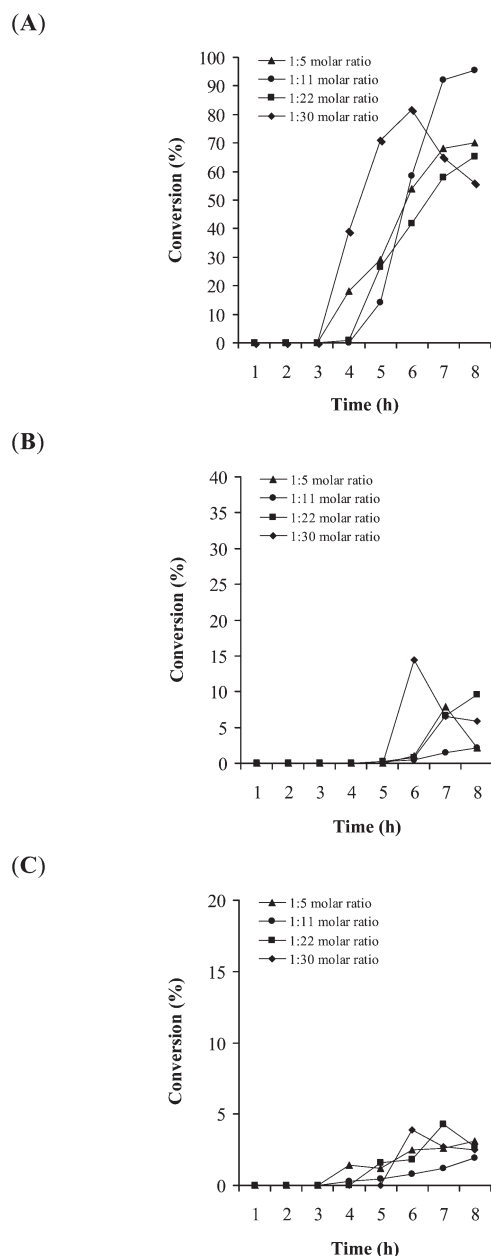 (A)
1:5 molar ratio
1:11 molar ratio
1:22 molar ratio
1:30 molar ratio
100
90
80
70
60
50
40
30
20
10
0
Conversion (%)
1 2 3 4 5 6 7 8
Time (h)
(B)
1:5 molar ratio
1:11 molar ratio
1:22 molar ratio
1:30 molar ratio
40
35
30
25
20
15
10
5
0
Conversion (%)
1 2 3 4 5 6 7 8
Time (h)
(C)
1:5 molar ratio
1:11 molar ratio
1:22 molar ratio
1:30 molar ratio
20
15
10
5
0
Conversion (%)
1 2 3 4 5 6 7 8
Time (h)